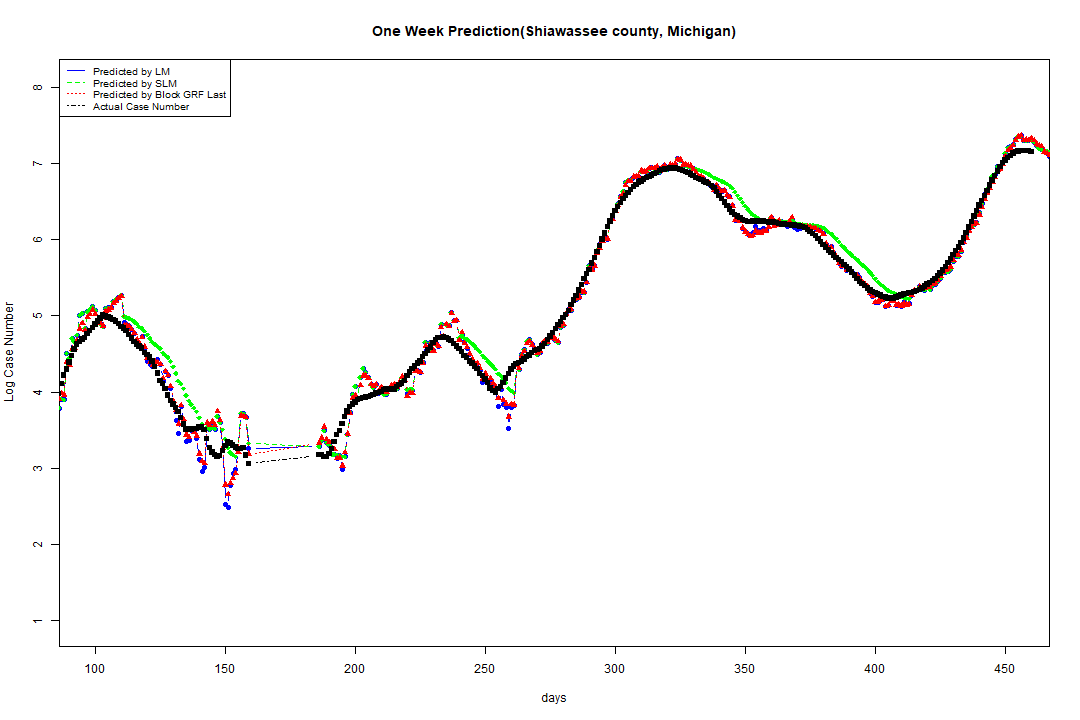 One Week Prediction(Shiawassee county, Michigan)
Predicted by LM
Predicted by SLM
Predicted by Block GRF Last
Actual Case Number
Log Case Number
8
7
6
5
4
3
2
1
100 150 200 250 300 350 400 450
days